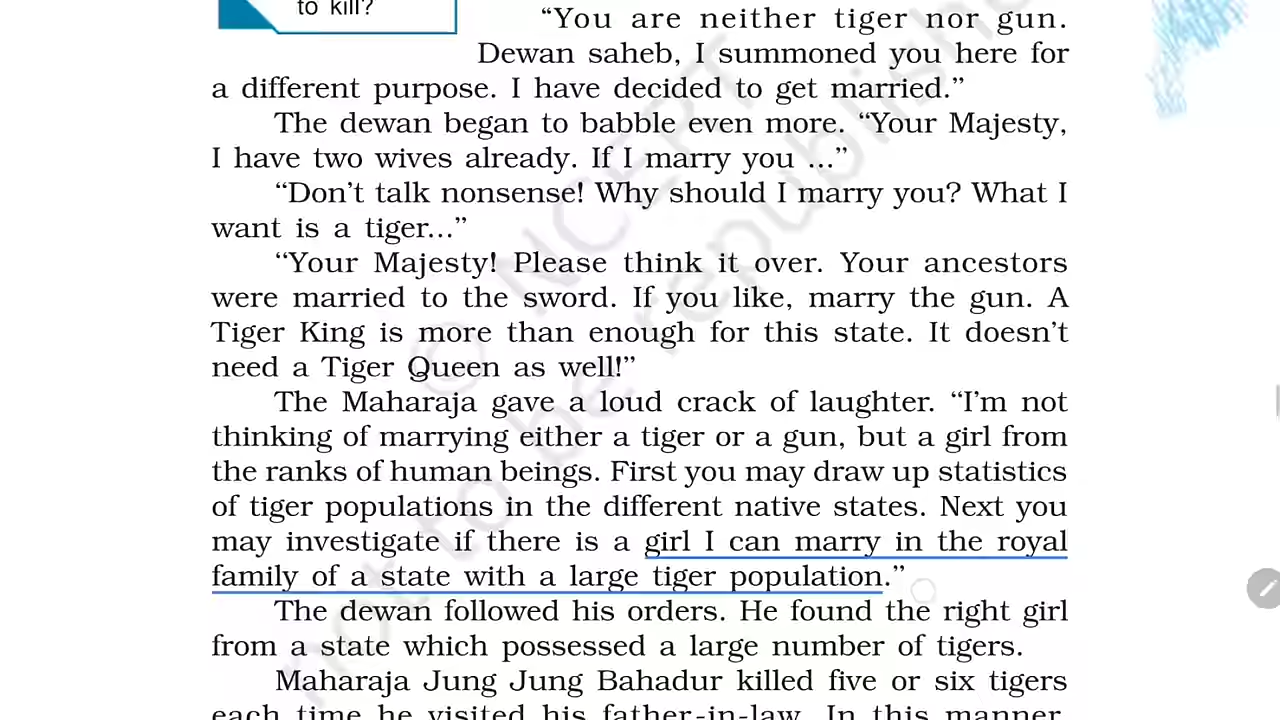 to kill?
“You are neither tiger nor gun.
Dewan saheb, I summoned you here for
a different purpose. I have decided to get married.”
The dewan began to babble even more. “Your Majesty,
I have two wives already. If I marry you ...”
“Don’t talk nonsense! Why should I marry you? What I
want is a tiger...”
“Your Majesty! Please think it over. Your ancestors
were married to the sword. If you like, marry the gun. A
Tiger King is more than enough for this state. It doesn’t
need a Tiger Queen as well!”
The Maharaja gave a loud crack of laughter. “I’m not
thinking of marrying either a tiger or a gun, but a girl from
the ranks of human beings. First you may draw up statistics
of tiger populations in the different native states. Next you
may investigate if there is a girl I can marry in the royal
family of a state with a large tiger population.”
The dewan followed his orders. He found the right girl
from a state which possessed a large number of tigers.
Maharaja Jung Jung Bahadur killed five or six tigers
each time he visited his father-in-law. In this manner,
© NCERT
not to be republished